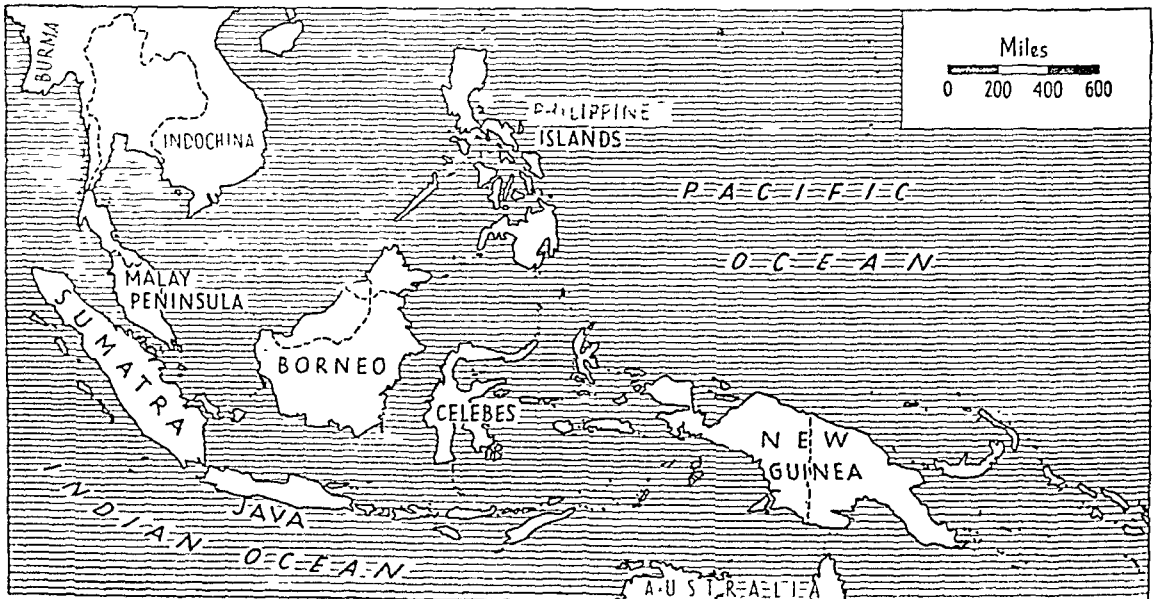 Miles
0 200 400 600
BURMA
INDOCHINA
PHILIPPINE
ISLANDS
PACIFIC
OCEAN
MALAY
PENINSULA
SUMATRA
BORNEO
CELEBES
NEW
GUINEA
JAVA
INDIAN OCEAN
AUSTRALIA